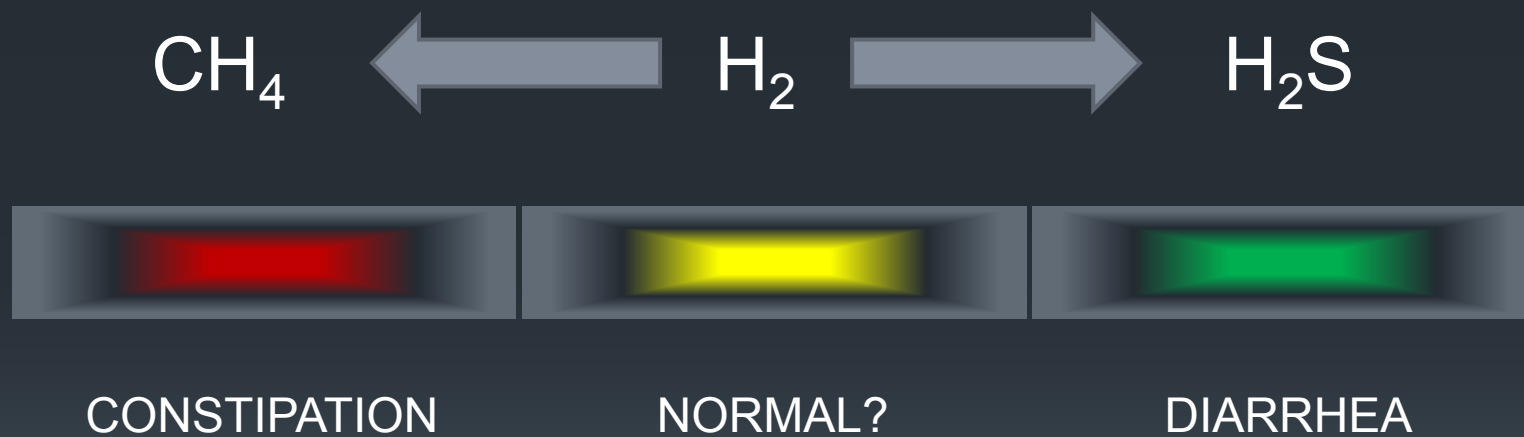 CH₄ H₂ H₂S
CONSTIPATION NORMAL? DIARRHEA